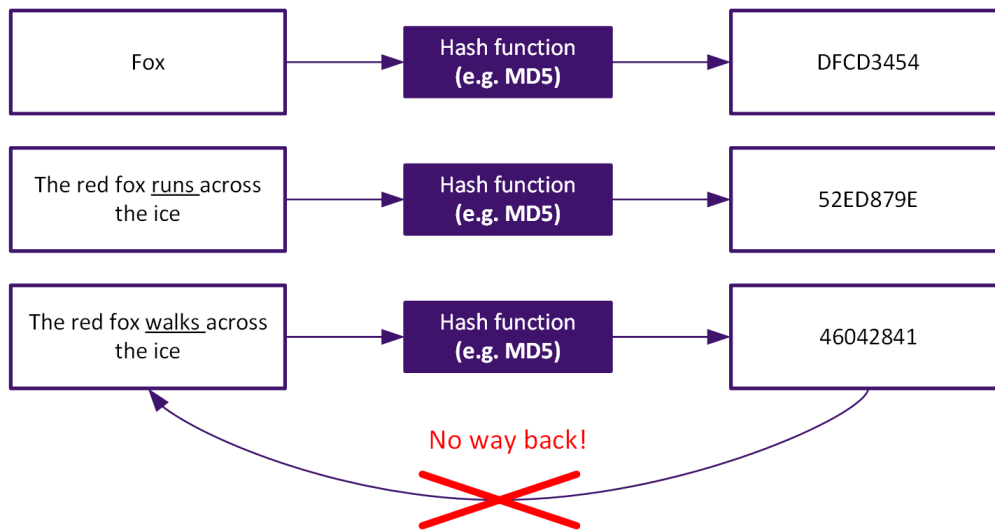 Fox
Hash function
(e.g. MD5)
DFCD3454
The red fox runs across
the ice
Hash function
(e.g. MD5)
52ED879E
The red fox walks across
the ice
Hash function
(e.g. MD5)
46042841
No way back!